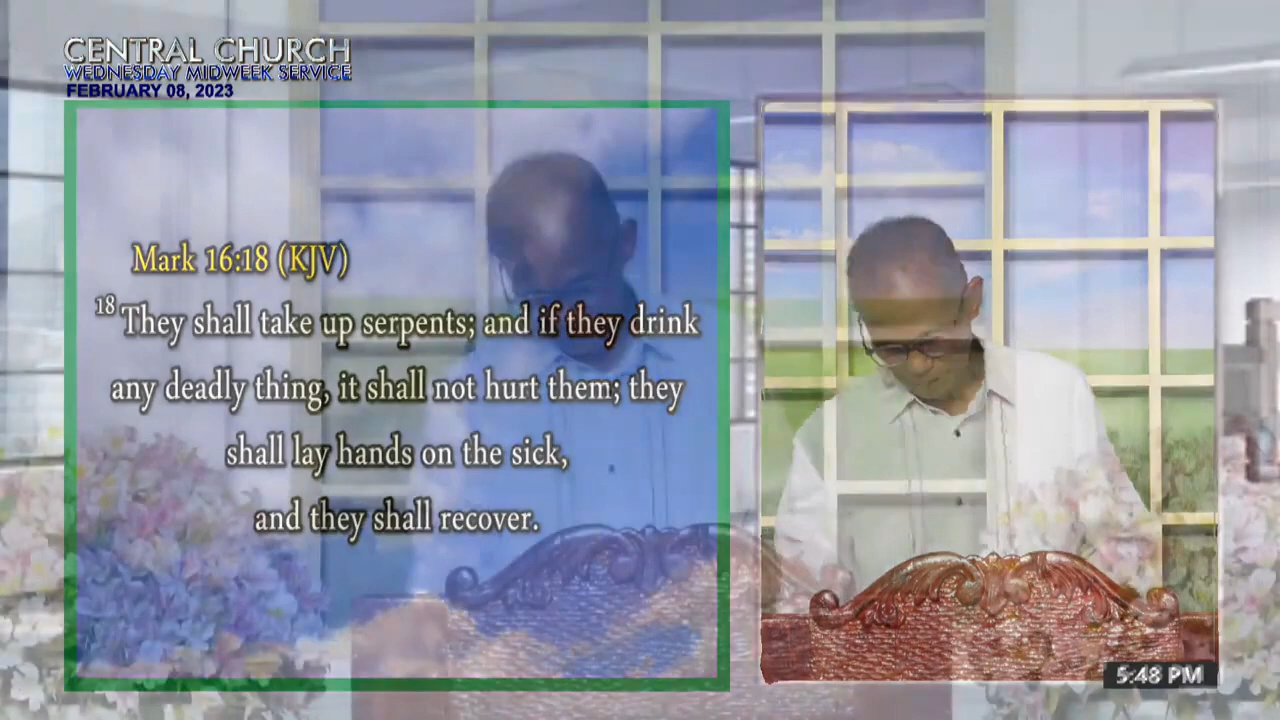 CENTRAL CHURCH
WEDNESDAY MIDWEEK SERVICE
FEBRUARY 08, 2023
Mark 16:18 (KJV)
18 They shall take up serpents; and if they drink
any deadly thing, it shall not hurt them; they
shall lay hands on the sick,
and they shall recover.
5:48 PM